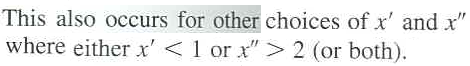 This also occurs for other choices of x′ and x″
where either x′ < 1 or x″ > 2 (or both).